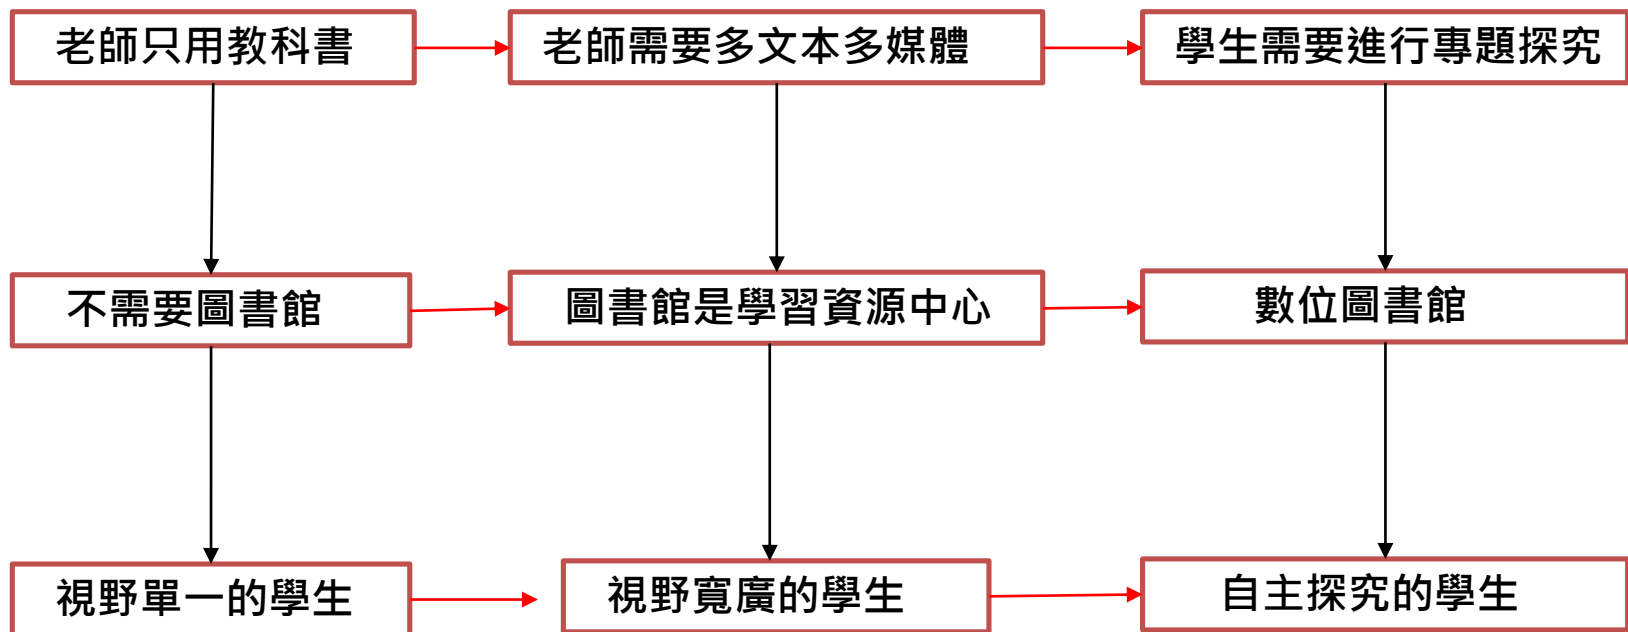 老師只用教科書
老師需要多文本多媒體
學生需要進行專題探究
不需要圖書館
圖書館是學習資源中心
數位圖書館
視野單一的學生
視野寬廣的學生
自主探究的學生